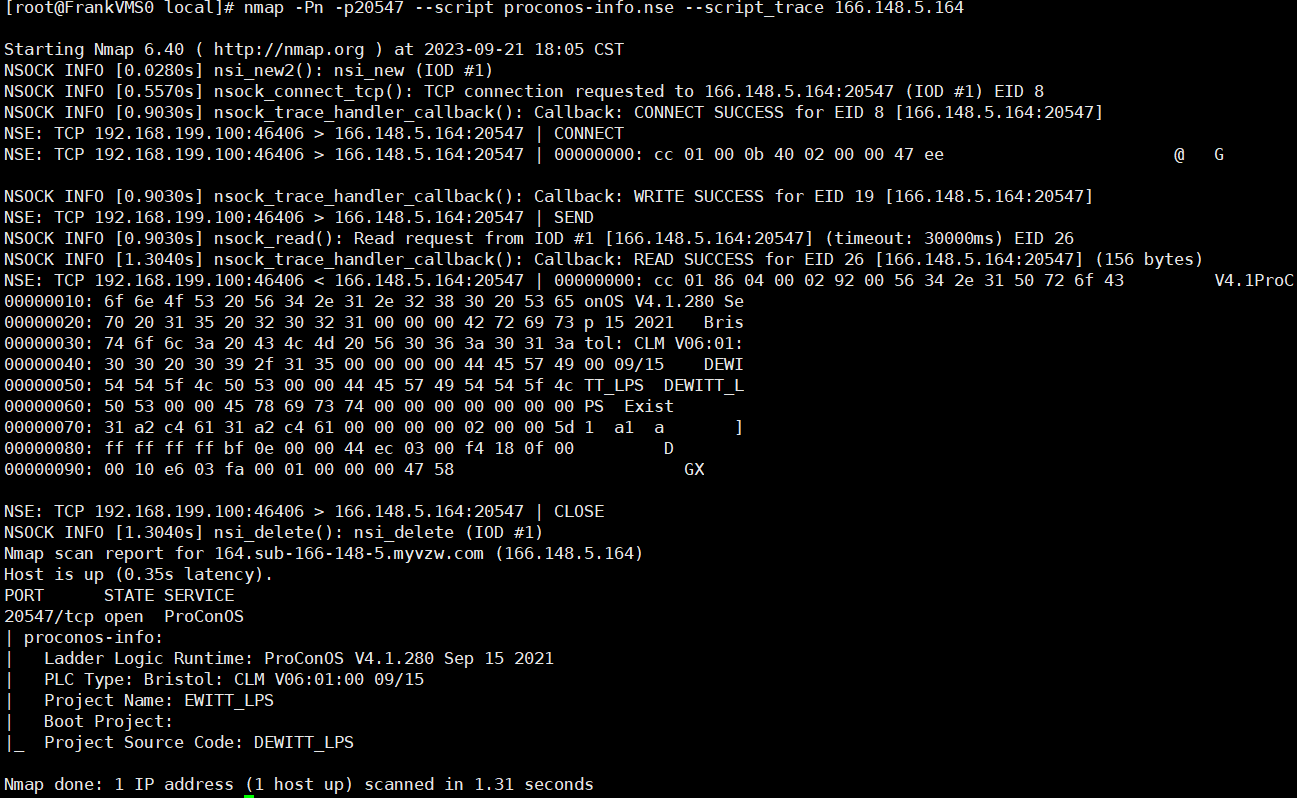 [root@FrankVMS0 local]# nmap -Pn -p20547 --script proconos-info.nse --script_trace 166.148.5.164

Starting Nmap 6.40 ( http://nmap.org ) at 2023-09-21 18:05 CST
NSOCK INFO [0.0280s] nsi_new2(): nsi_new (IOD #1)
NSOCK INFO [0.5570s] nsock_connect_tcp(): TCP connection requested to 166.148.5.164:20547 (IOD #1) EID 8
NSOCK INFO [0.9030s] nsock_trace_handler_callback(): Callback: CONNECT SUCCESS for EID 8 [166.148.5.164:20547]
NSE: TCP 192.168.199.100:46406 > 166.148.5.164:20547 | CONNECT
NSE: TCP 192.168.199.100:46406 > 166.148.5.164:20547 | 00000000: cc 01 00 0b 40 02 00 00 47 ee                       @   G

NSOCK INFO [0.9030s] nsock_trace_handler_callback(): Callback: WRITE SUCCESS for EID 19 [166.148.5.164:20547]
NSE: TCP 192.168.199.100:46406 > 166.148.5.164:20547 | SEND
NSOCK INFO [0.9030s] nsock_read(): Read request from IOD #1 [166.148.5.164:20547] (timeout: 30000ms) EID 26
NSOCK INFO [1.3040s] nsock_trace_handler_callback(): Callback: READ SUCCESS for EID 26 [166.148.5.164:20547] (156 bytes)
NSE: TCP 192.168.199.100:46406 < 166.148.5.164:20547 | 00000000: cc 01 86 04 00 02 92 00 56 34 2e 31 50 72 6f 43         V4.1ProC
00000010: 6f 6e 4f 53 20 56 34 2e 31 2e 32 38 30 20 53 65 onOS V4.1.280 Se
00000020: 70 20 31 35 20 32 30 32 31 00 00 00 42 72 69 73 p 15 2021   Bris
00000030: 74 6f 6c 3a 20 43 4c 4d 20 56 30 36 3a 30 31 3a tol: CLM V06:01:
00000040: 30 30 20 30 39 2f 31 35 00 00 00 00 44 45 57 49 00 09/15    DEWI
00000050: 54 54 5f 4c 50 53 00 00 44 45 57 49 54 54 5f 4c TT_LPS  DEWITT_L
00000060: 50 53 00 00 45 78 69 73 74 00 00 00 00 00 00 00 PS  Exist
00000070: 31 a2 c4 61 31 a2 c4 61 00 00 00 00 02 00 00 5d 1  a1  a       ]
00000080: ff ff ff ff bf 0e 00 00 44 ec 03 00 f4 18 0f 00         D
00000090: 00 10 e6 03 fa 00 01 00 00 00 47 58                       GX

NSE: TCP 192.168.199.100:46406 > 166.148.5.164:20547 | CLOSE
NSOCK INFO [1.3040s] nsi_delete(): nsi_delete (IOD #1)
Nmap scan report for 164.sub-166-148-5.myvzw.com (166.148.5.164)
Host is up (0.35s latency).
PORT      STATE SERVICE
20547/tcp open  ProConOS
| proconos-info:
|   Ladder Logic Runtime: ProConOS V4.1.280 Sep 15 2021
|   PLC Type: Bristol: CLM V06:01:00 09/15
|   Project Name: EWITT_LPS
|   Boot Project:
|_  Project Source Code: DEWITT_LPS

Nmap done: 1 IP address (1 host up) scanned in 1.31 seconds